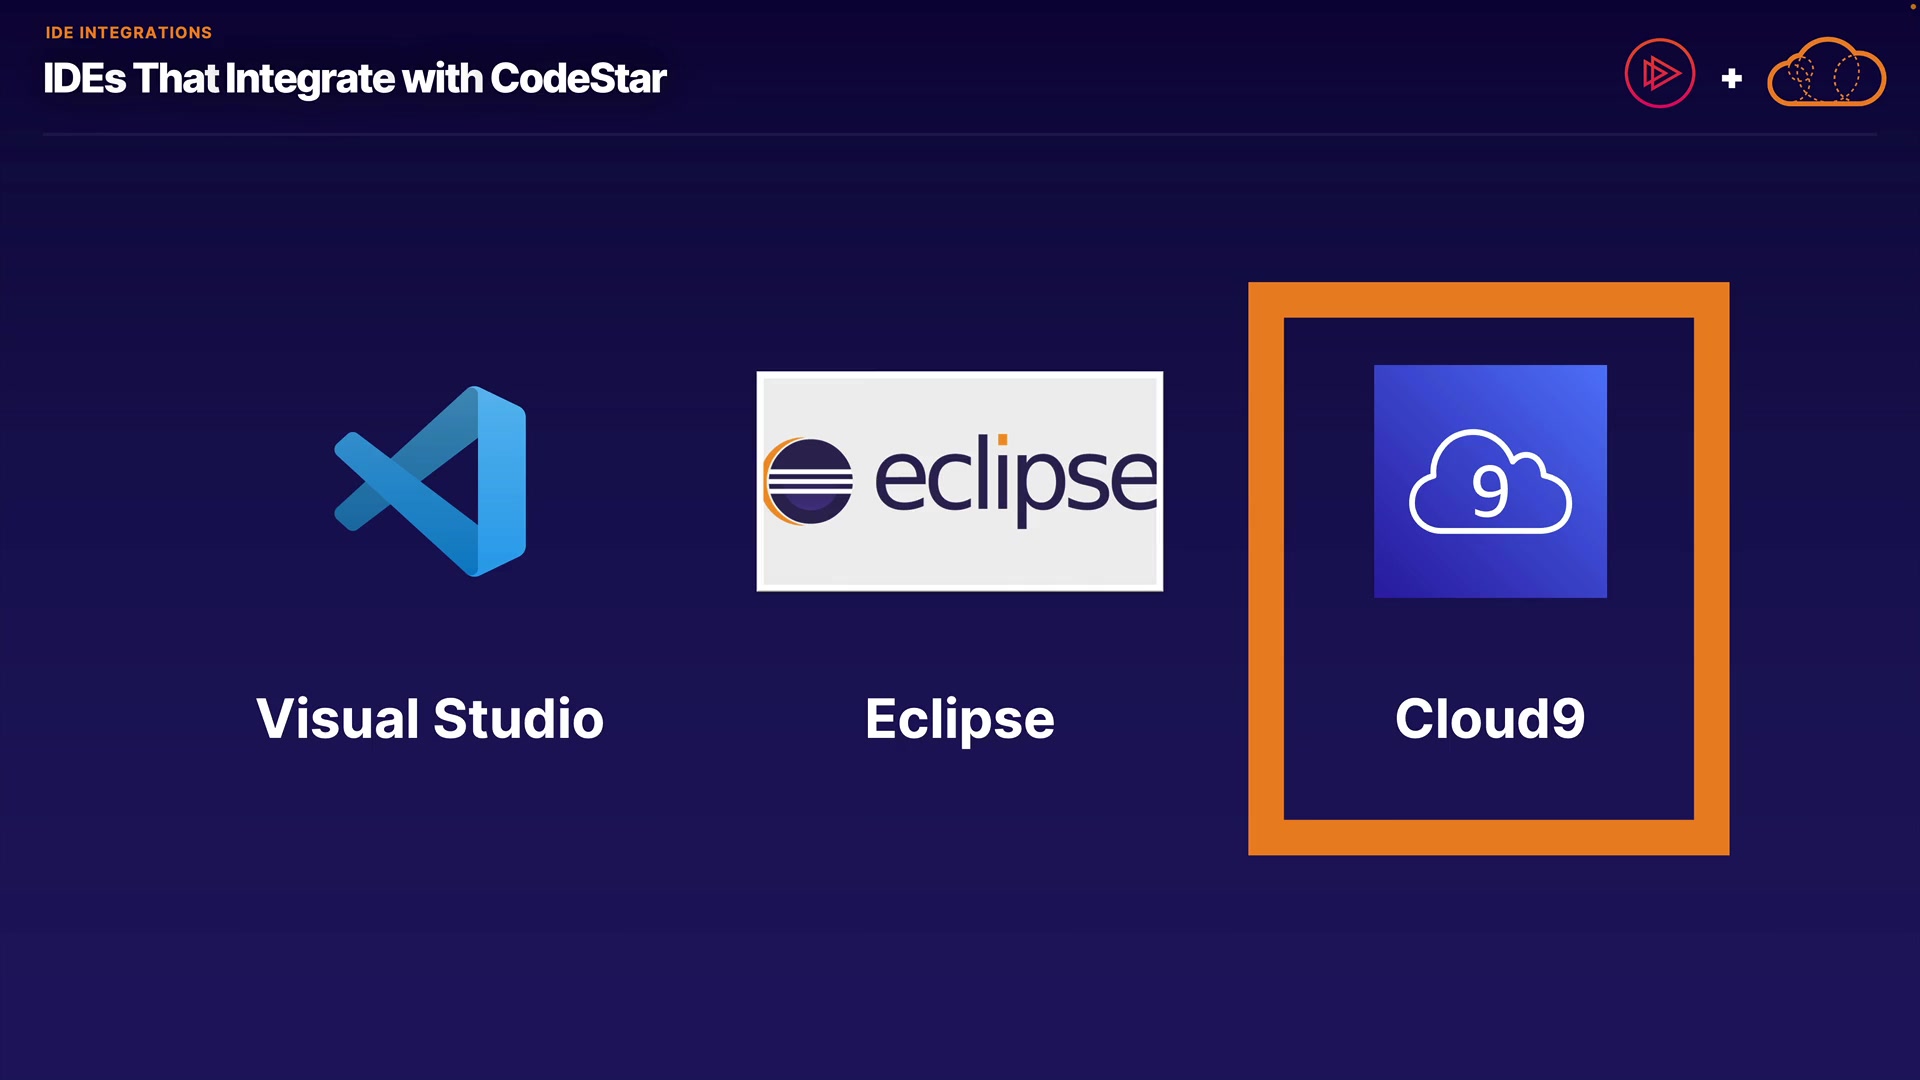 IDE INTEGRATIONS
IDEs That Integrate with CodeStar
+
eclipse
9
Visual Studio
Eclipse
Cloud9